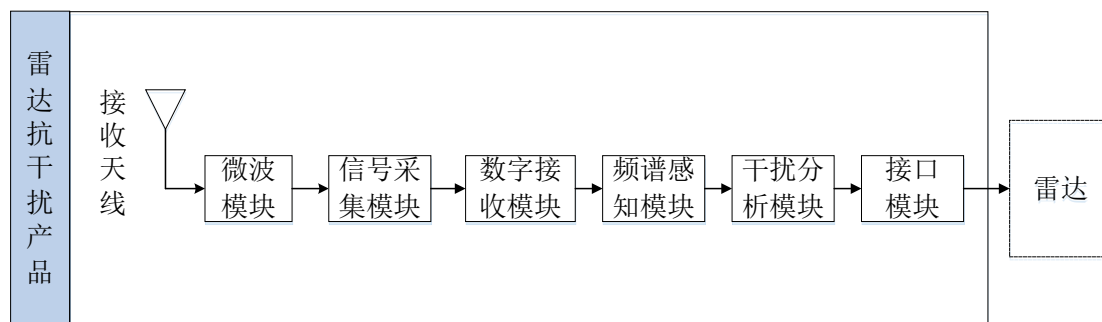 雷达抗干扰产品
接收天线
微波
模块
信号采
集模块
数字接
收模块
频谱感
知模块
干扰分
析模块
接口
模块
雷达